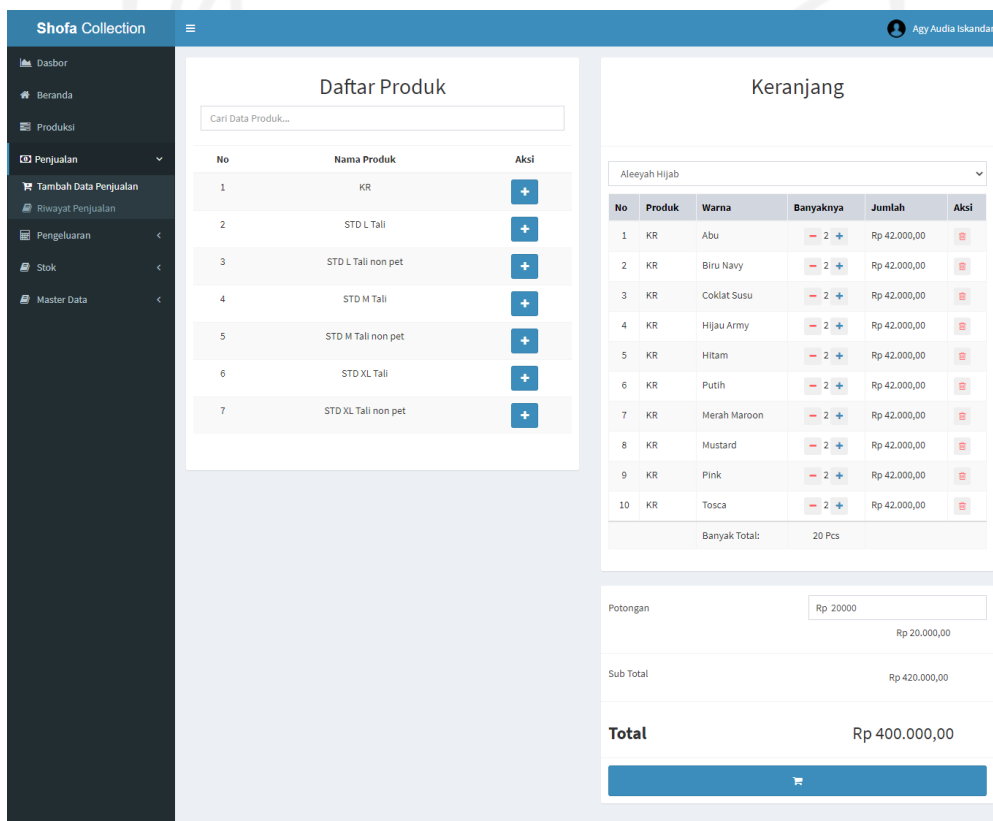 Shofa Collection
Agy Audia Iskandar
Dasbor
Beranda
Produksi
Penjualan
Tambah Data Penjualan
Riwayat Penjualan
Pengeluaran
Stok
Master Data
Daftar Produk
Cari Data Produk...
No Nama Produk Aksi
1 KR +
2 STD L Tali +
3 STD L Tali non pet +
4 STD M Tali +
5 STD M Tali non pet +
6 STD XL Tali +
7 STD XL Tali non pet +
Keranjang
Aleeyah Hijab
No Produk Warna Banyaknya Jumlah Aksi
1 KR Abu − 2 + Rp 42.000,00
2 KR Biru Navy − 2 + Rp 42.000,00
3 KR Coklat Susu − 2 + Rp 42.000,00
4 KR Hijau Army − 2 + Rp 42.000,00
5 KR Hitam − 2 + Rp 42.000,00
6 KR Putih − 2 + Rp 42.000,00
7 KR Merah Maroon − 2 + Rp 42.000,00
8 KR Mustard − 2 + Rp 42.000,00
9 KR Pink − 2 + Rp 42.000,00
10 KR Tosca − 2 + Rp 42.000,00
Banyak Total: 20 Pcs
Potongan Rp 20000
Rp 20.000,00
Sub Total Rp 420.000,00
Total Rp 400.000,00